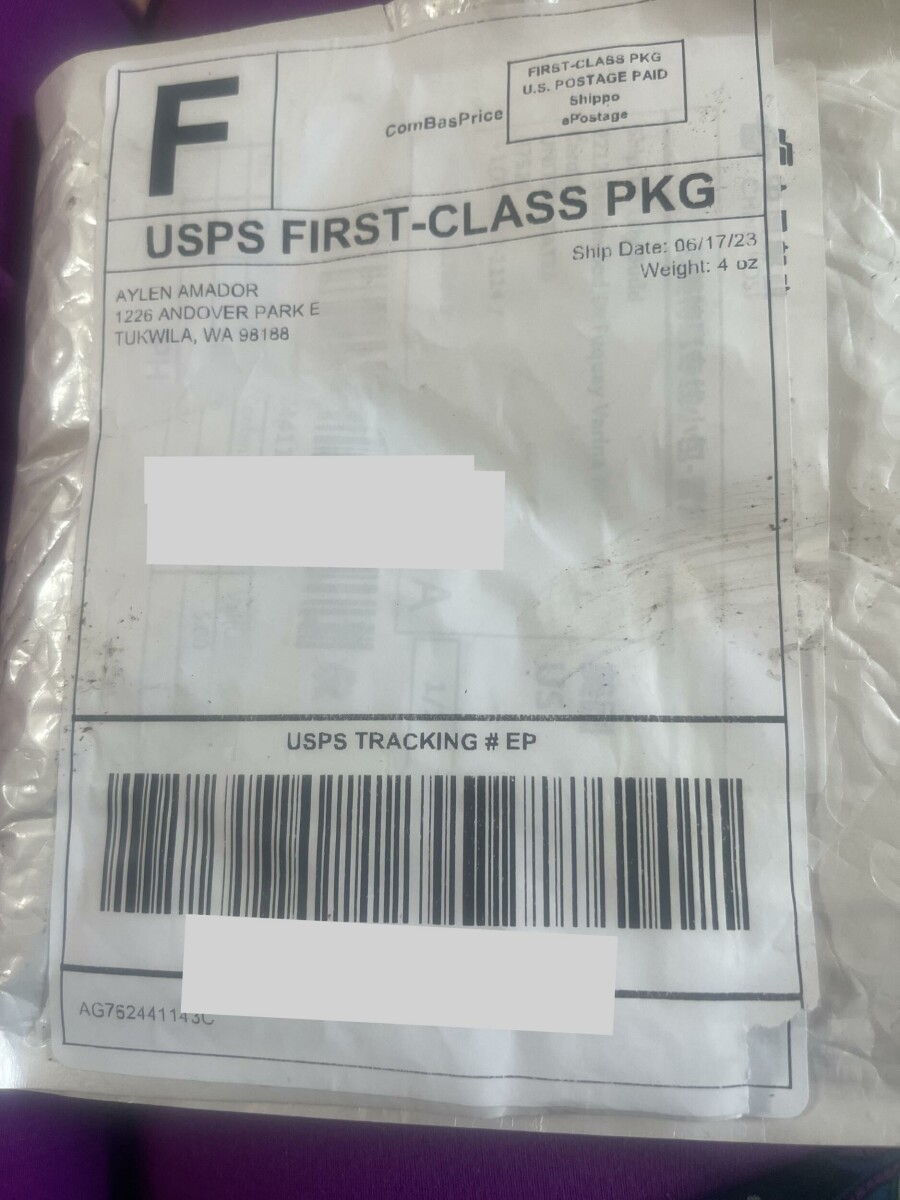 F
ComBasPrice
FIRST-CLASS PKG
U.S. POSTAGE PAID
Shippo
ePostage
USPS FIRST-CLASS PKG
Ship Date: 06/17/23
Weight: 4 oz
AYLEN AMADOR
1226 ANDOVER PARK E
TUKWILA, WA 98188
USPS TRACKING # EP
AG762441143C